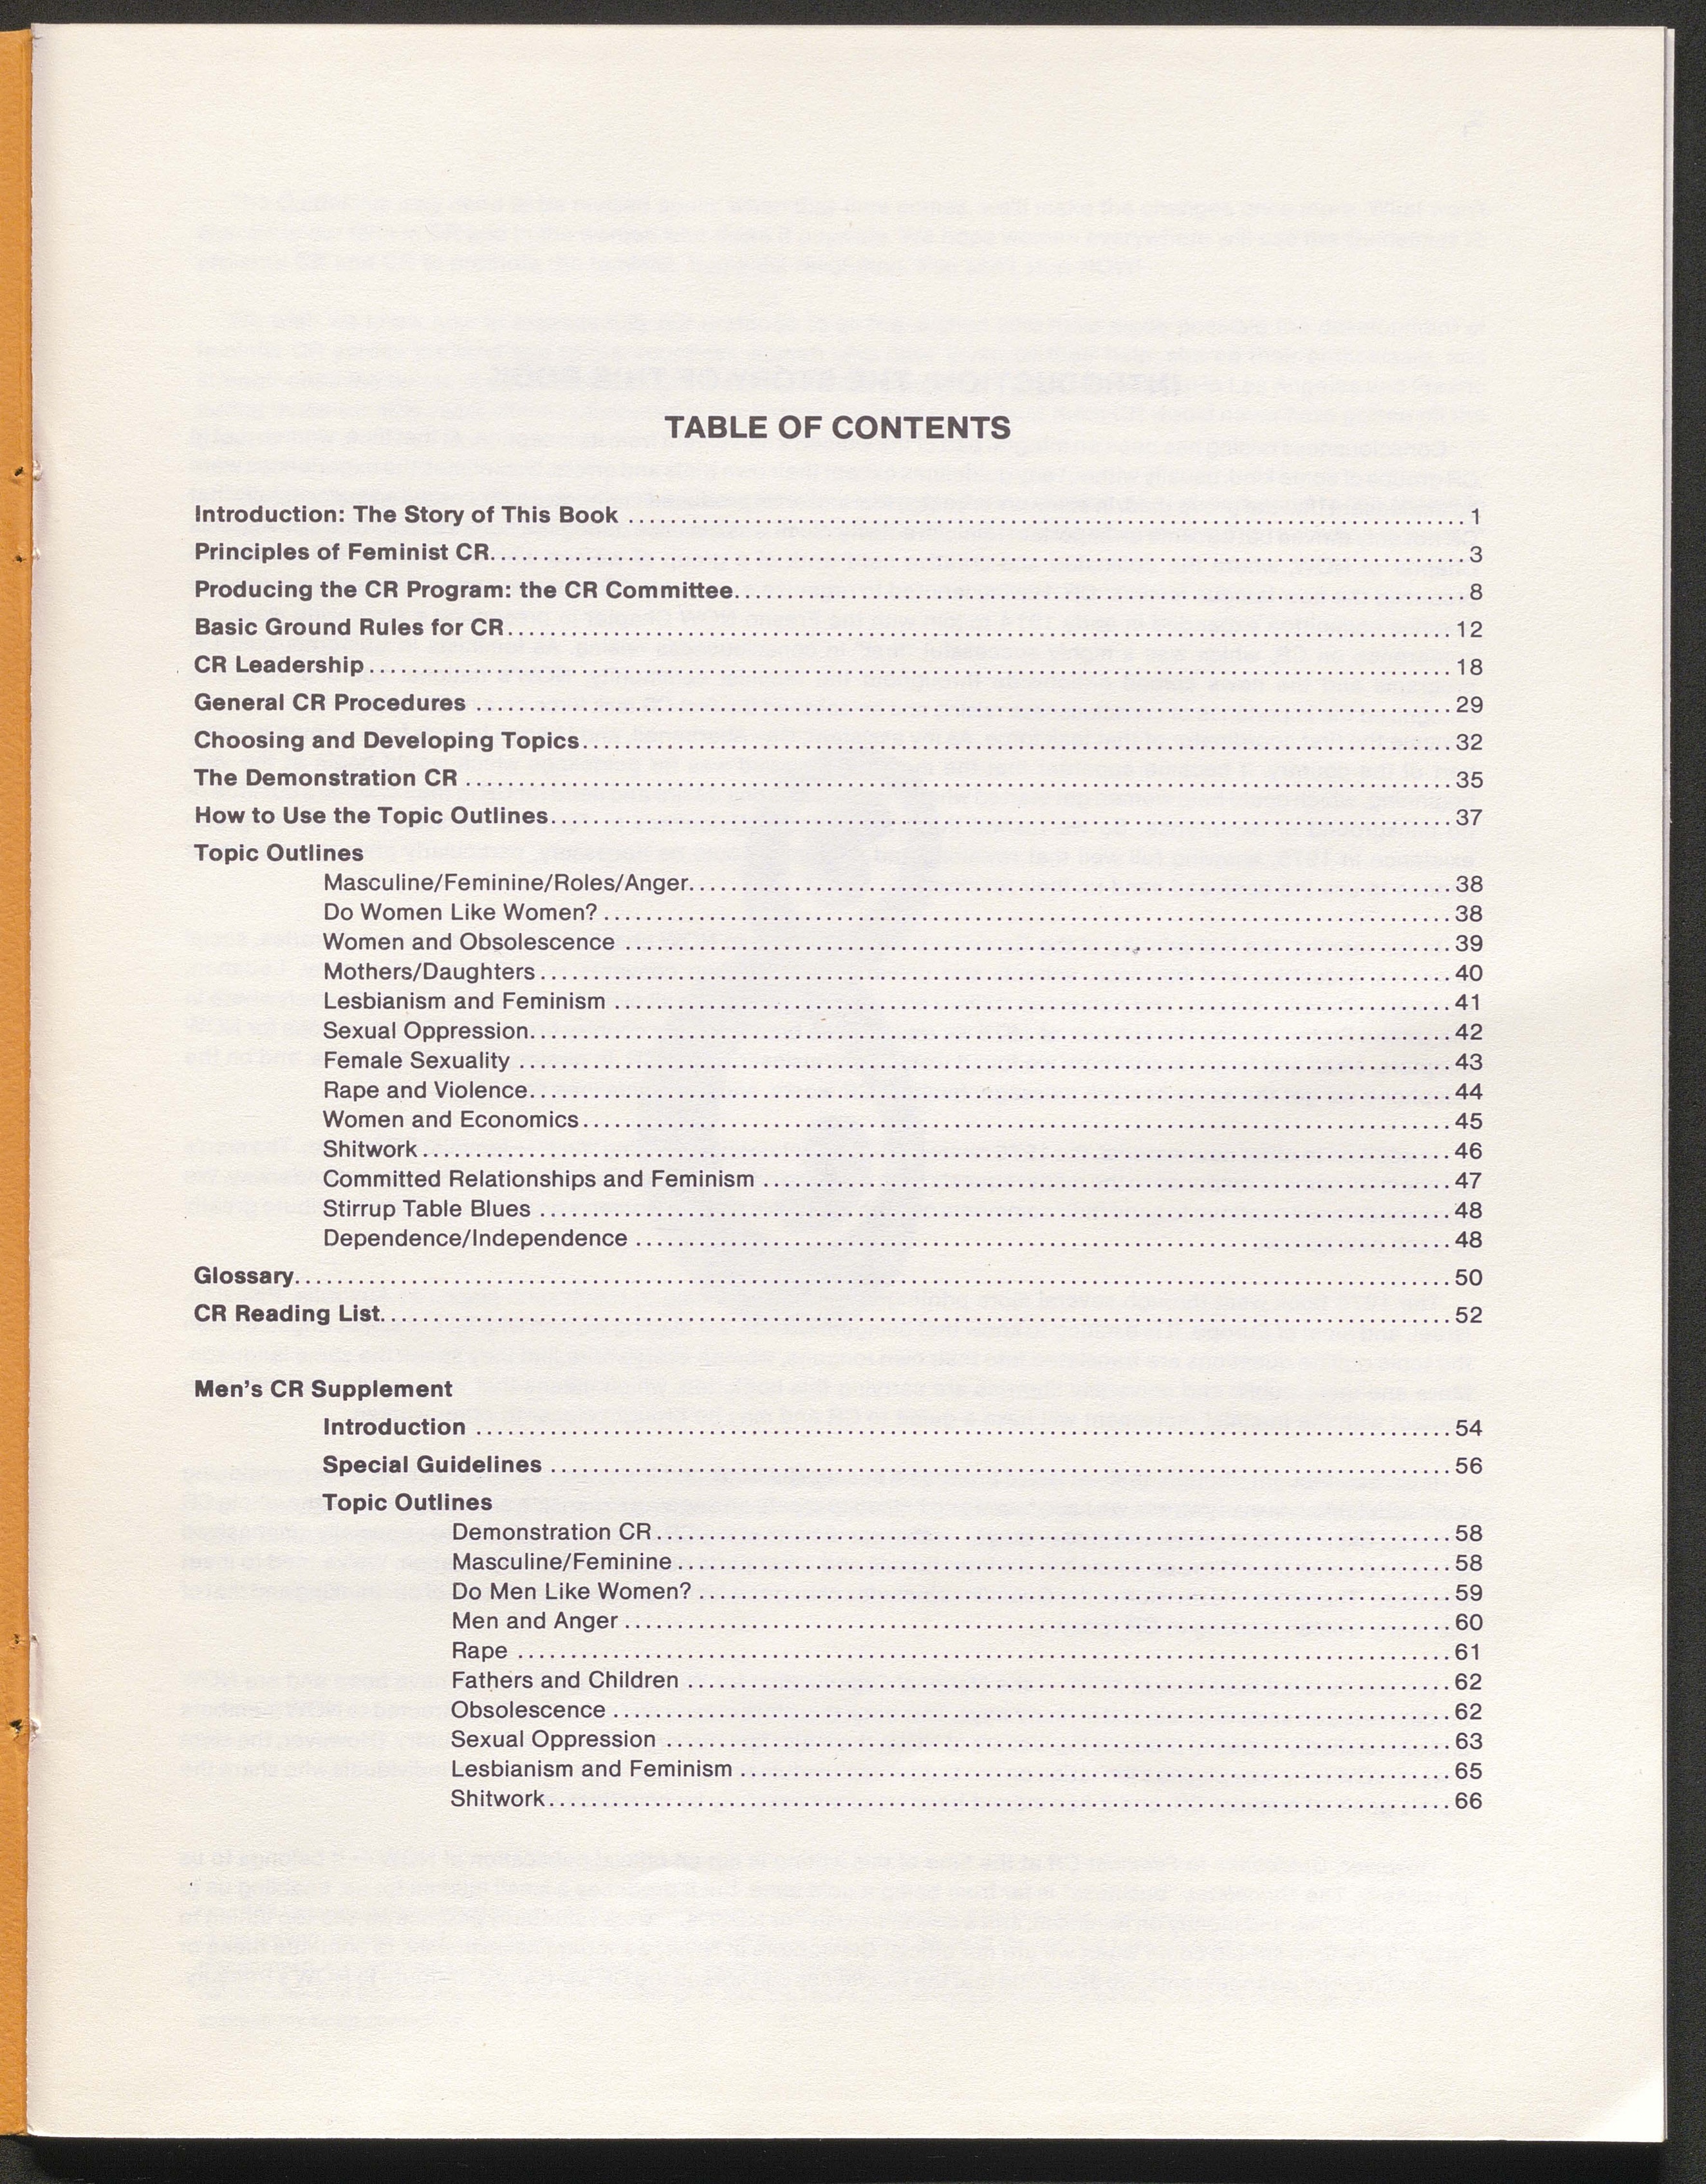 TABLE OF CONTENTS
Introduction: The Story of This Book ........ 1
Principles of Feminist CR........ 3
Producing the CR Program: the CR Committee........ 8
Basic Ground Rules for CR........ 12
CR Leadership........ 18
General CR Procedures ........ 29
Choosing and Developing Topics........ 32
The Demonstration CR ........ 35
How to Use the Topic Outlines........ 37
Topic Outlines
Masculine/Feminine/Roles/Anger........ 38
Do Women Like Women? ........ 38
Women and Obsolescence ........ 39
Mothers/Daughters ........ 40
Lesbianism and Feminism ........ 41
Sexual Oppression........ 42
Female Sexuality ........ 43
Rape and Violence........ 44
Women and Economics........ 45
Shitwork........ 46
Committed Relationships and Feminism ........ 47
Stirrup Table Blues ........ 48
Dependence/Independence ........ 48
Glossary........ 50
CR Reading List........ 52
Men's CR Supplement
Introduction ........ 54
Special Guidelines ........ 56
Topic Outlines
Demonstration CR........ 58
Masculine/Feminine........ 58
Do Men Like Women? ........ 59
Men and Anger ........ 60
Rape ........ 61
Fathers and Children ........ 62
Obsolescence ........ 62
Sexual Oppression ........ 63
Lesbianism and Feminism ........ 65
Shitwork........ 66